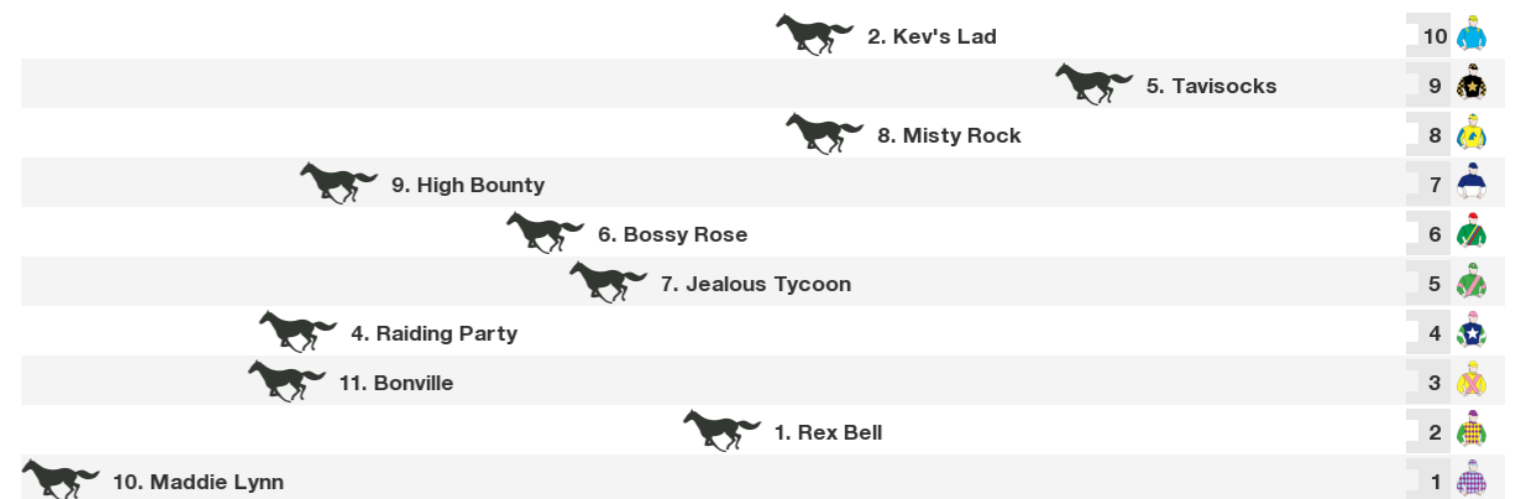 2. Kev's Lad 10
5. Tavisocks 9
8. Misty Rock 8
9. High Bounty 7
6. Bossy Rose 6
7. Jealous Tycoon 5
4. Raiding Party 4
11. Bonville 3
1. Rex Bell 2
10. Maddie Lynn 1